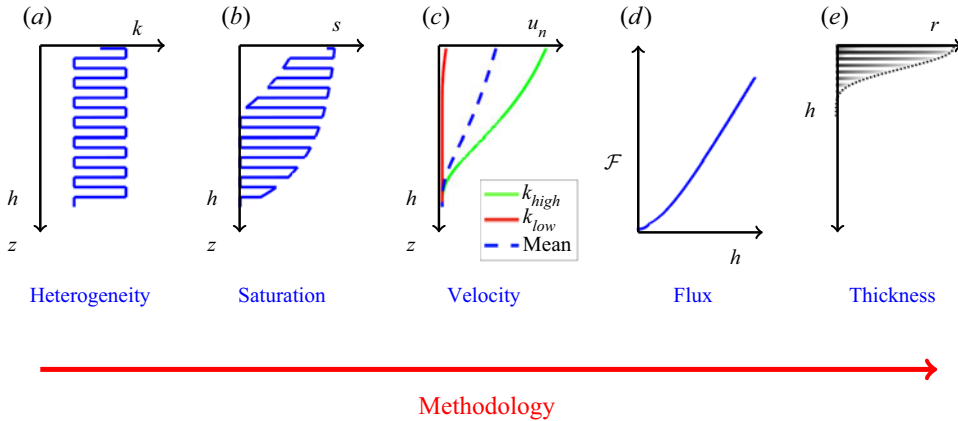 (a) (b) (c) (d) (e)
k s u_n r
h
ℱ
h h h
k_high
k_low
Mean
z z z h
Heterogeneity Saturation Velocity Flux Thickness
Methodology